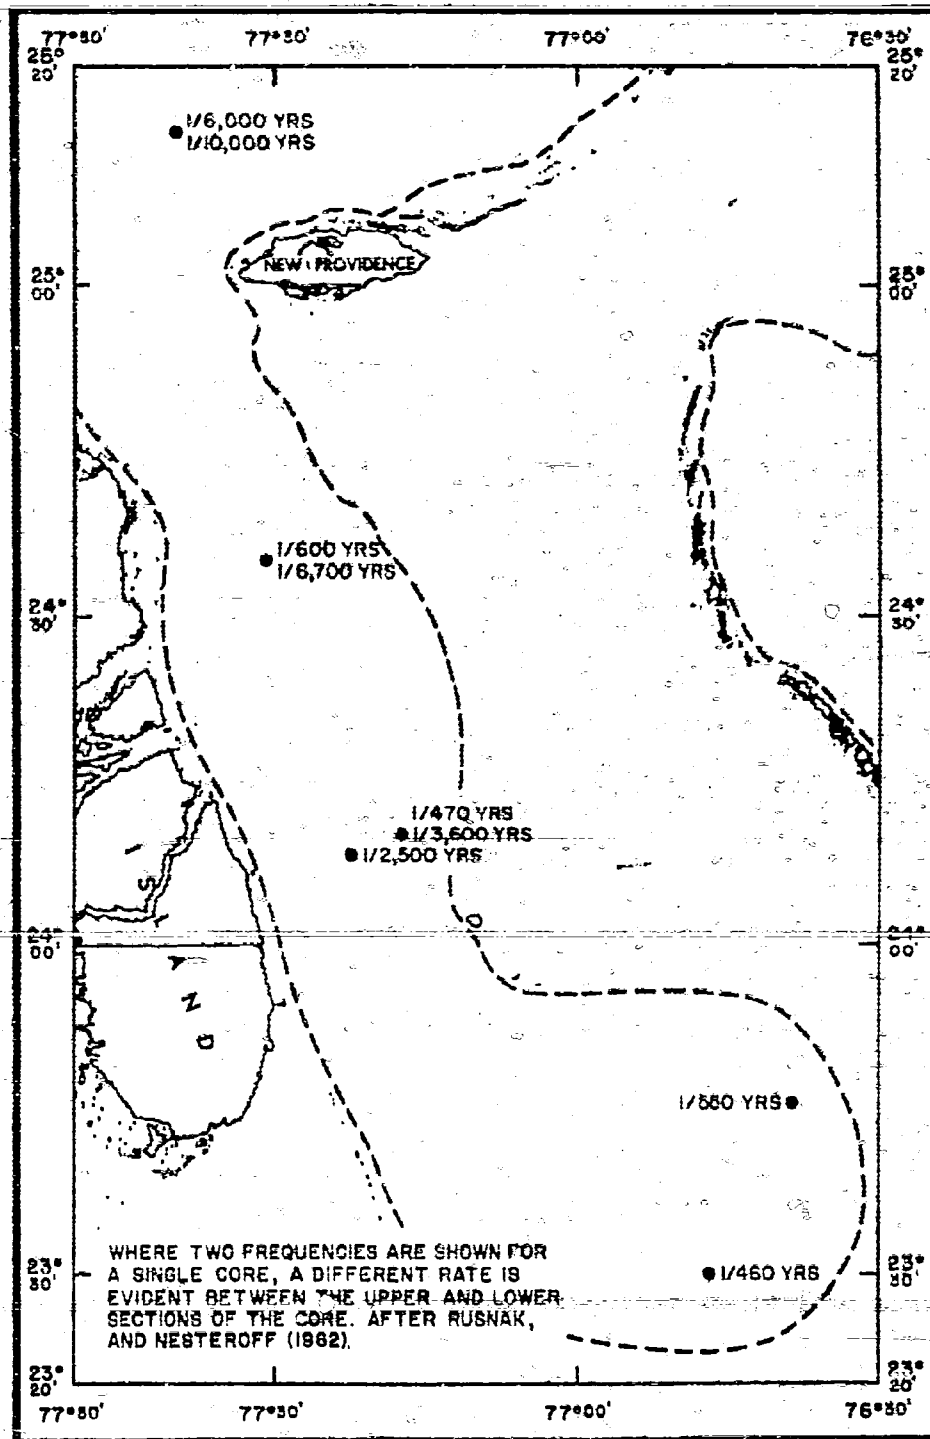 77°50' 77°30' 77°00' 76°30'
25° 20' 25° 20'
1/6,000 YRS
1/10,000 YRS
NEW PROVIDENCE
25° 00' 25° 00'
1/600 YRS
1/6,700 YRS
24° 30' 24° 30'
1/470 YRS
1/3,600 YRS
1/2,500 YRS
I
S
L
24° 00' 24° 00'
A
N
D
1/550 YRS
WHERE TWO FREQUENCIES ARE SHOWN FOR
A SINGLE CORE, A DIFFERENT RATE IS
EVIDENT BETWEEN THE UPPER AND LOWER
SECTIONS OF THE CORE. AFTER RUSNAK,
AND NESTEROFF (1962).
23° 30' 1/460 YRS 23° 30'
23° 20' 23° 20'
77°50' 77°30' 77°00' 76°30'